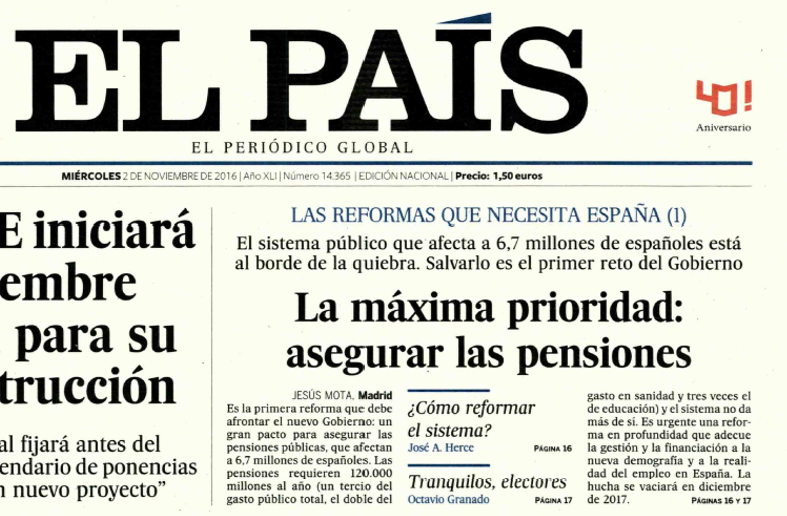 EL PAÍS
EL PERIÓDICO GLOBAL
40!
Aniversario
MIÉRCOLES 2 DE NOVIEMBRE DE 2016 | Año XLI | Número 14.365 | EDICIÓN NACIONAL | Precio: 1,50 euros
E iniciará
embre
para su
trucción
al fijará antes del
endario de ponencias
n nuevo proyecto”
LAS REFORMAS QUE NECESITA ESPAÑA (1)
El sistema público que afecta a 6,7 millones de españoles está
al borde de la quiebra. Salvarlo es el primer reto del Gobierno
La máxima prioridad:
asegurar las pensiones
JESÚS MOTA, Madrid
Es la primera reforma que debe
afrontar el nuevo Gobierno: un
gran pacto para asegurar las
pensiones públicas, que afectan
a 6,7 millones de españoles. Las
pensiones requieren 120.000
millones al año (un tercio del
gasto público total, el doble del
¿Cómo reformar
el sistema?
José A. Herce PÁGINA 16
Tranquilos, electores
Octavio Granado PÁGINA 17
gasto en sanidad y tres veces el
de educación) y el sistema no da
más de sí. Es urgente una refor-
ma en profundidad que adecue
la gestión y la financiación a la
nueva demografía y a la reali-
dad del empleo en España. La
hucha se vaciará en diciembre
de 2017. PÁGINAS 16 Y 17